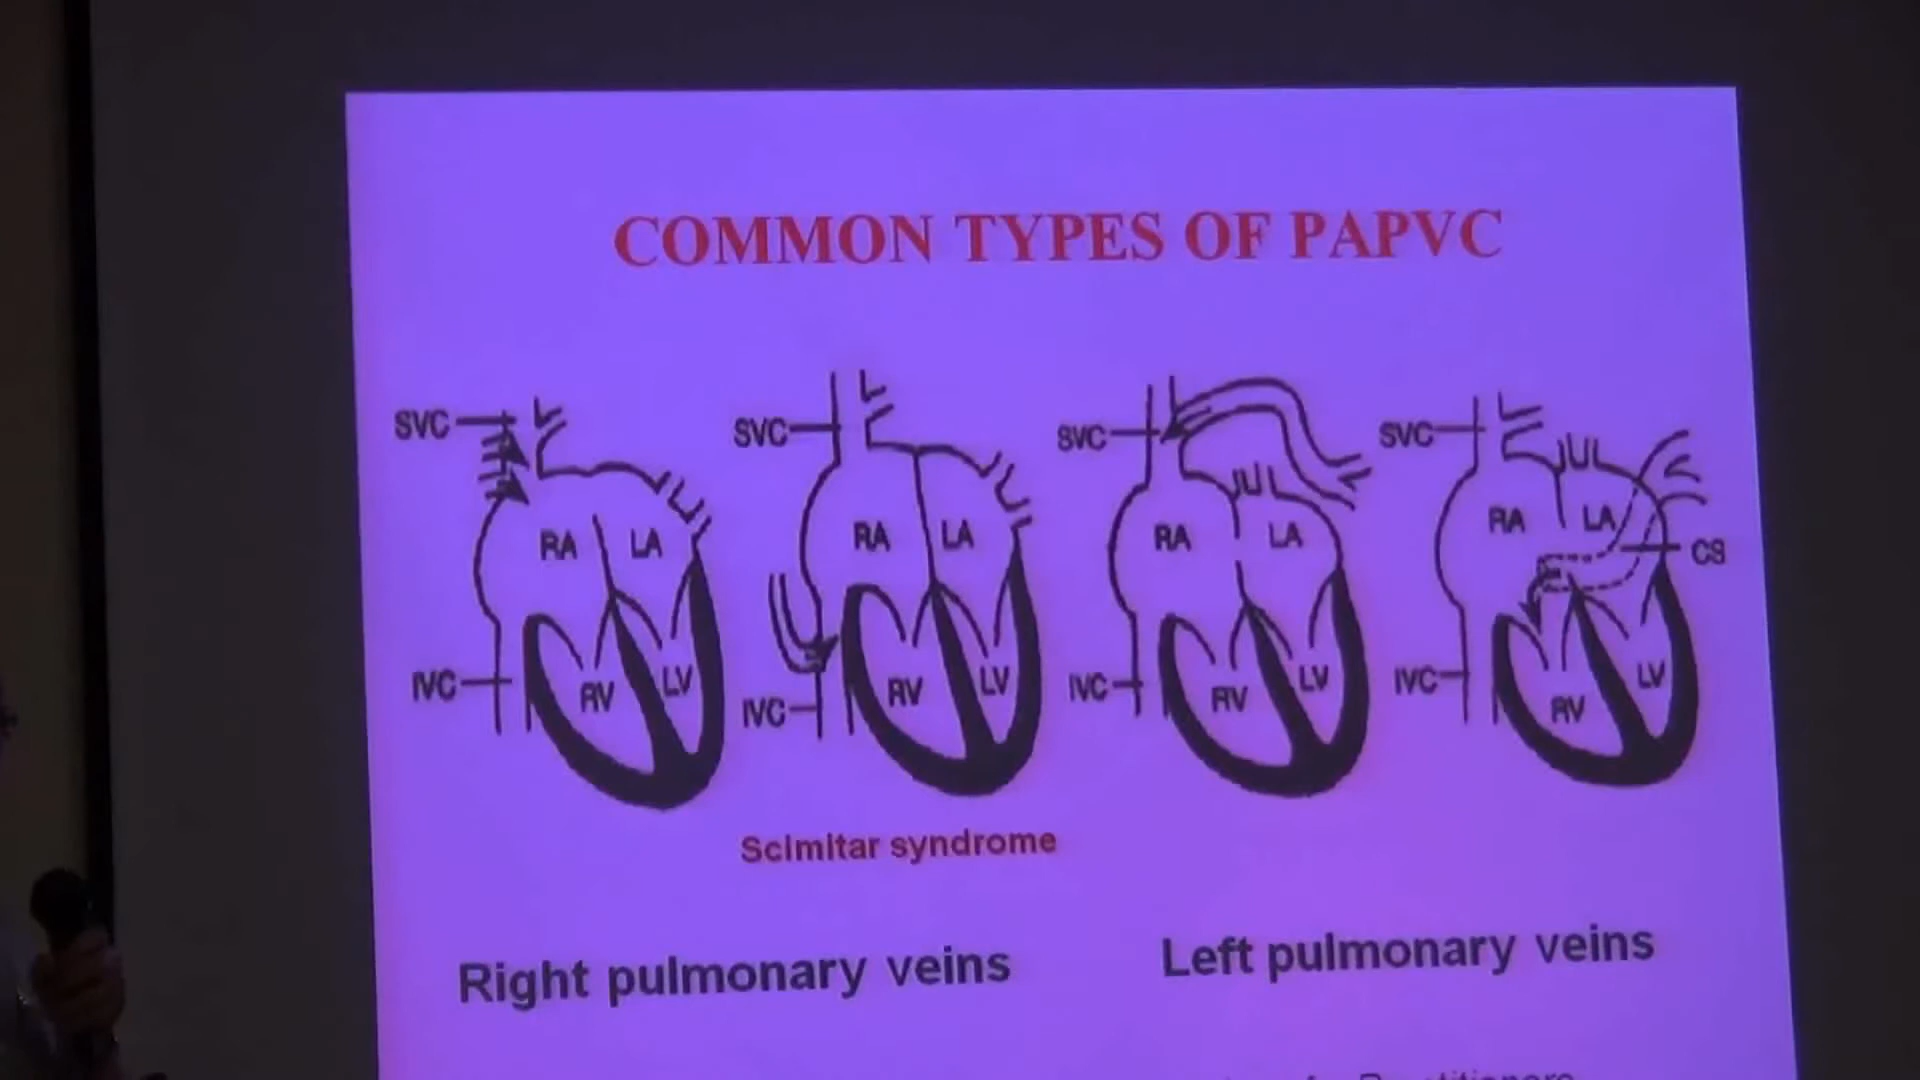 COMMON TYPES OF PAPVC
SVC
RA
LA
IVC
RV
LV
SVC
RA
LA
IVC
RV
LV
SVC
RA
LA
IVC
RV
LV
SVC
RA
LA
CS
IVC
RV
LV
Scimitar syndrome
Right pulmonary veins
Left pulmonary veins